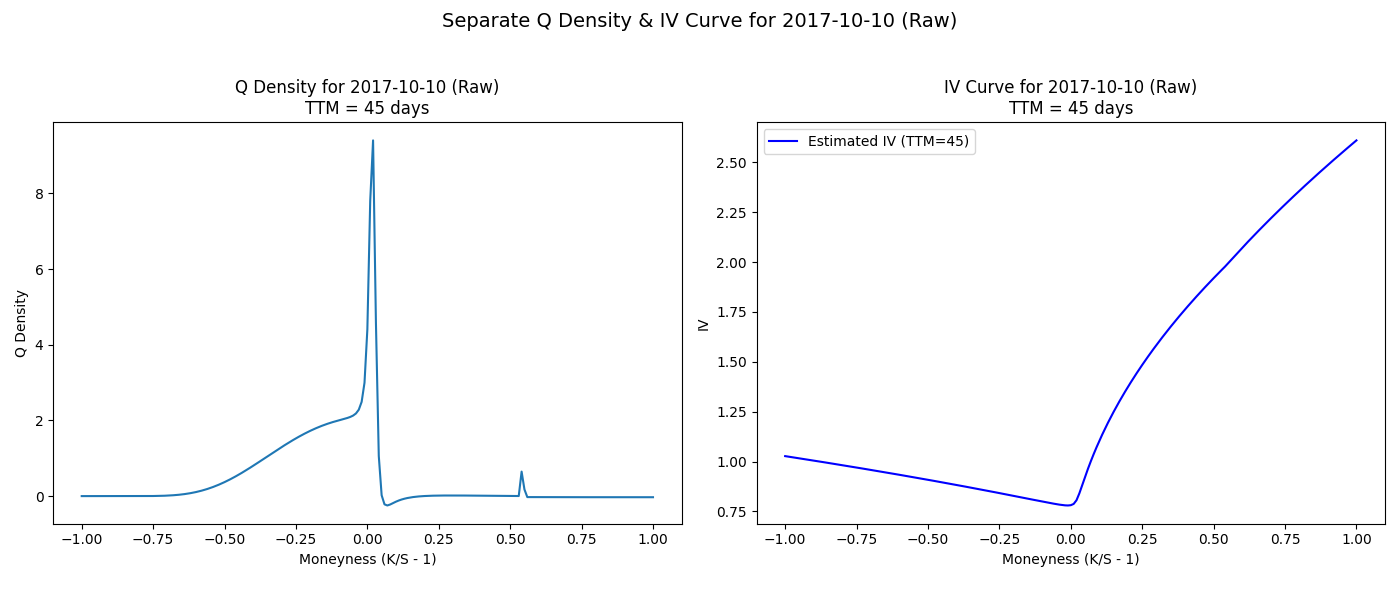 Separate Q Density & IV Curve for 2017-10-10 (Raw)
Q Density for 2017-10-10 (Raw)
TTM = 45 days
Q Density
8
6
4
2
0
−1.00 −0.75 −0.50 −0.25 0.00 0.25 0.50 0.75 1.00
Moneyness (K/S - 1)
IV Curve for 2017-10-10 (Raw)
TTM = 45 days
Estimated IV (TTM=45)
IV
2.50
2.25
2.00
1.75
1.50
1.25
1.00
0.75
−1.00 −0.75 −0.50 −0.25 0.00 0.25 0.50 0.75 1.00
Moneyness (K/S - 1)